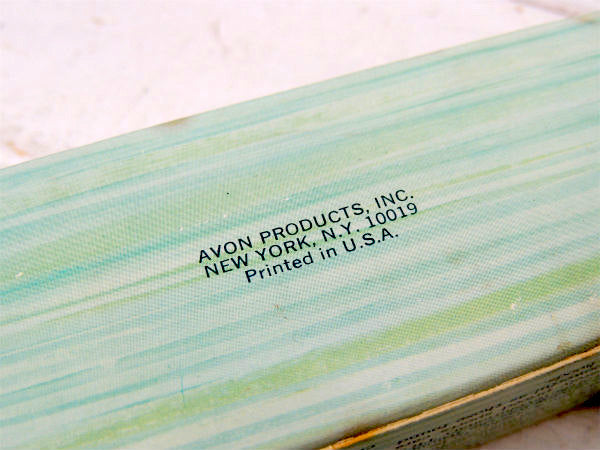 AVON PRODUCTS, INC.
NEW YORK, N.Y. 10019
Printed in U.S.A.